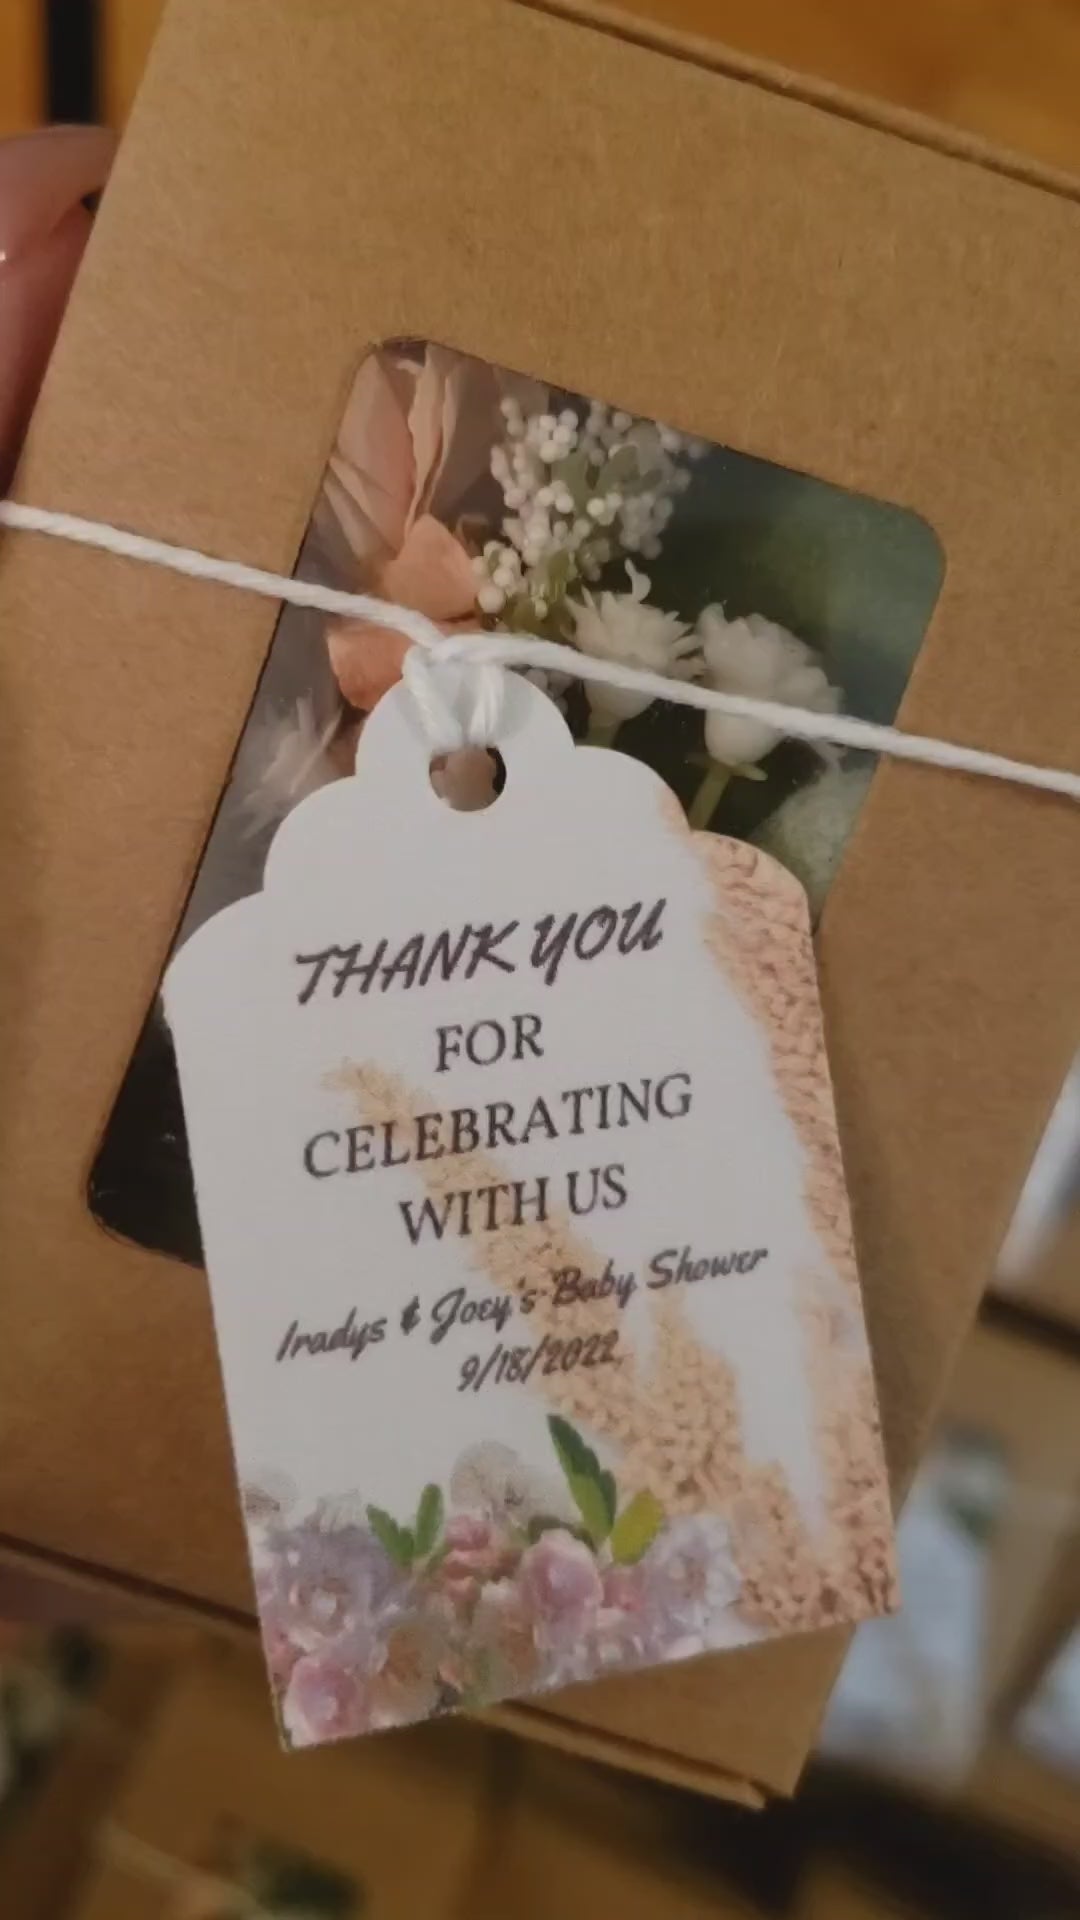 THANK YOU
FOR
CELEBRATING
WITH US
Iradys & Joey's Baby Shower
9/18/2022